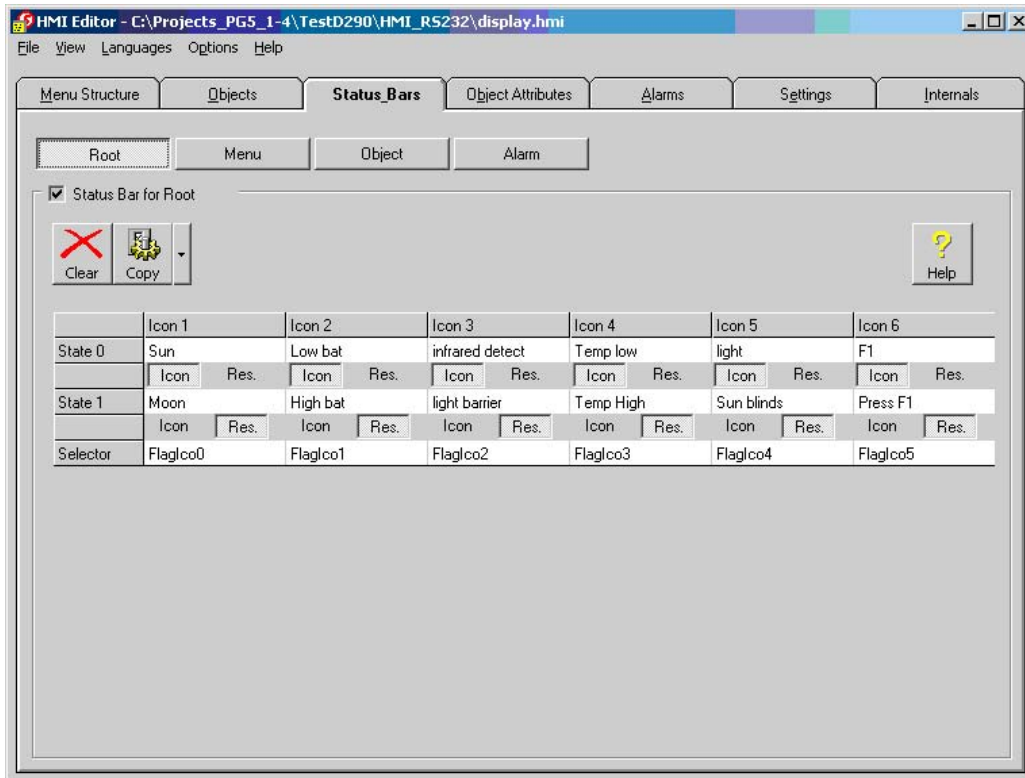 HMI Editor - C:\Projects_PG5_1-4\TestD290\HMI_RS232\display.hmi
File View Languages Options Help
Menu Structure Objects Status_Bars Object Attributes Alarms Settings Internals
Root Menu Object Alarm
Status Bar for Root
Clear Copy Help
Icon 1 Icon 2 Icon 3 Icon 4 Icon 5 Icon 6
State 0 Sun Low bat infrared detect Temp low light F1
Icon Res. Icon Res. Icon Res. Icon Res. Icon Res. Icon Res.
State 1 Moon High bat light barrier Temp High Sun blinds Press F1
Icon Res. Icon Res. Icon Res. Icon Res. Icon Res. Icon Res.
Selector FlagIco0 FlagIco1 FlagIco2 FlagIco3 FlagIco4 FlagIco5